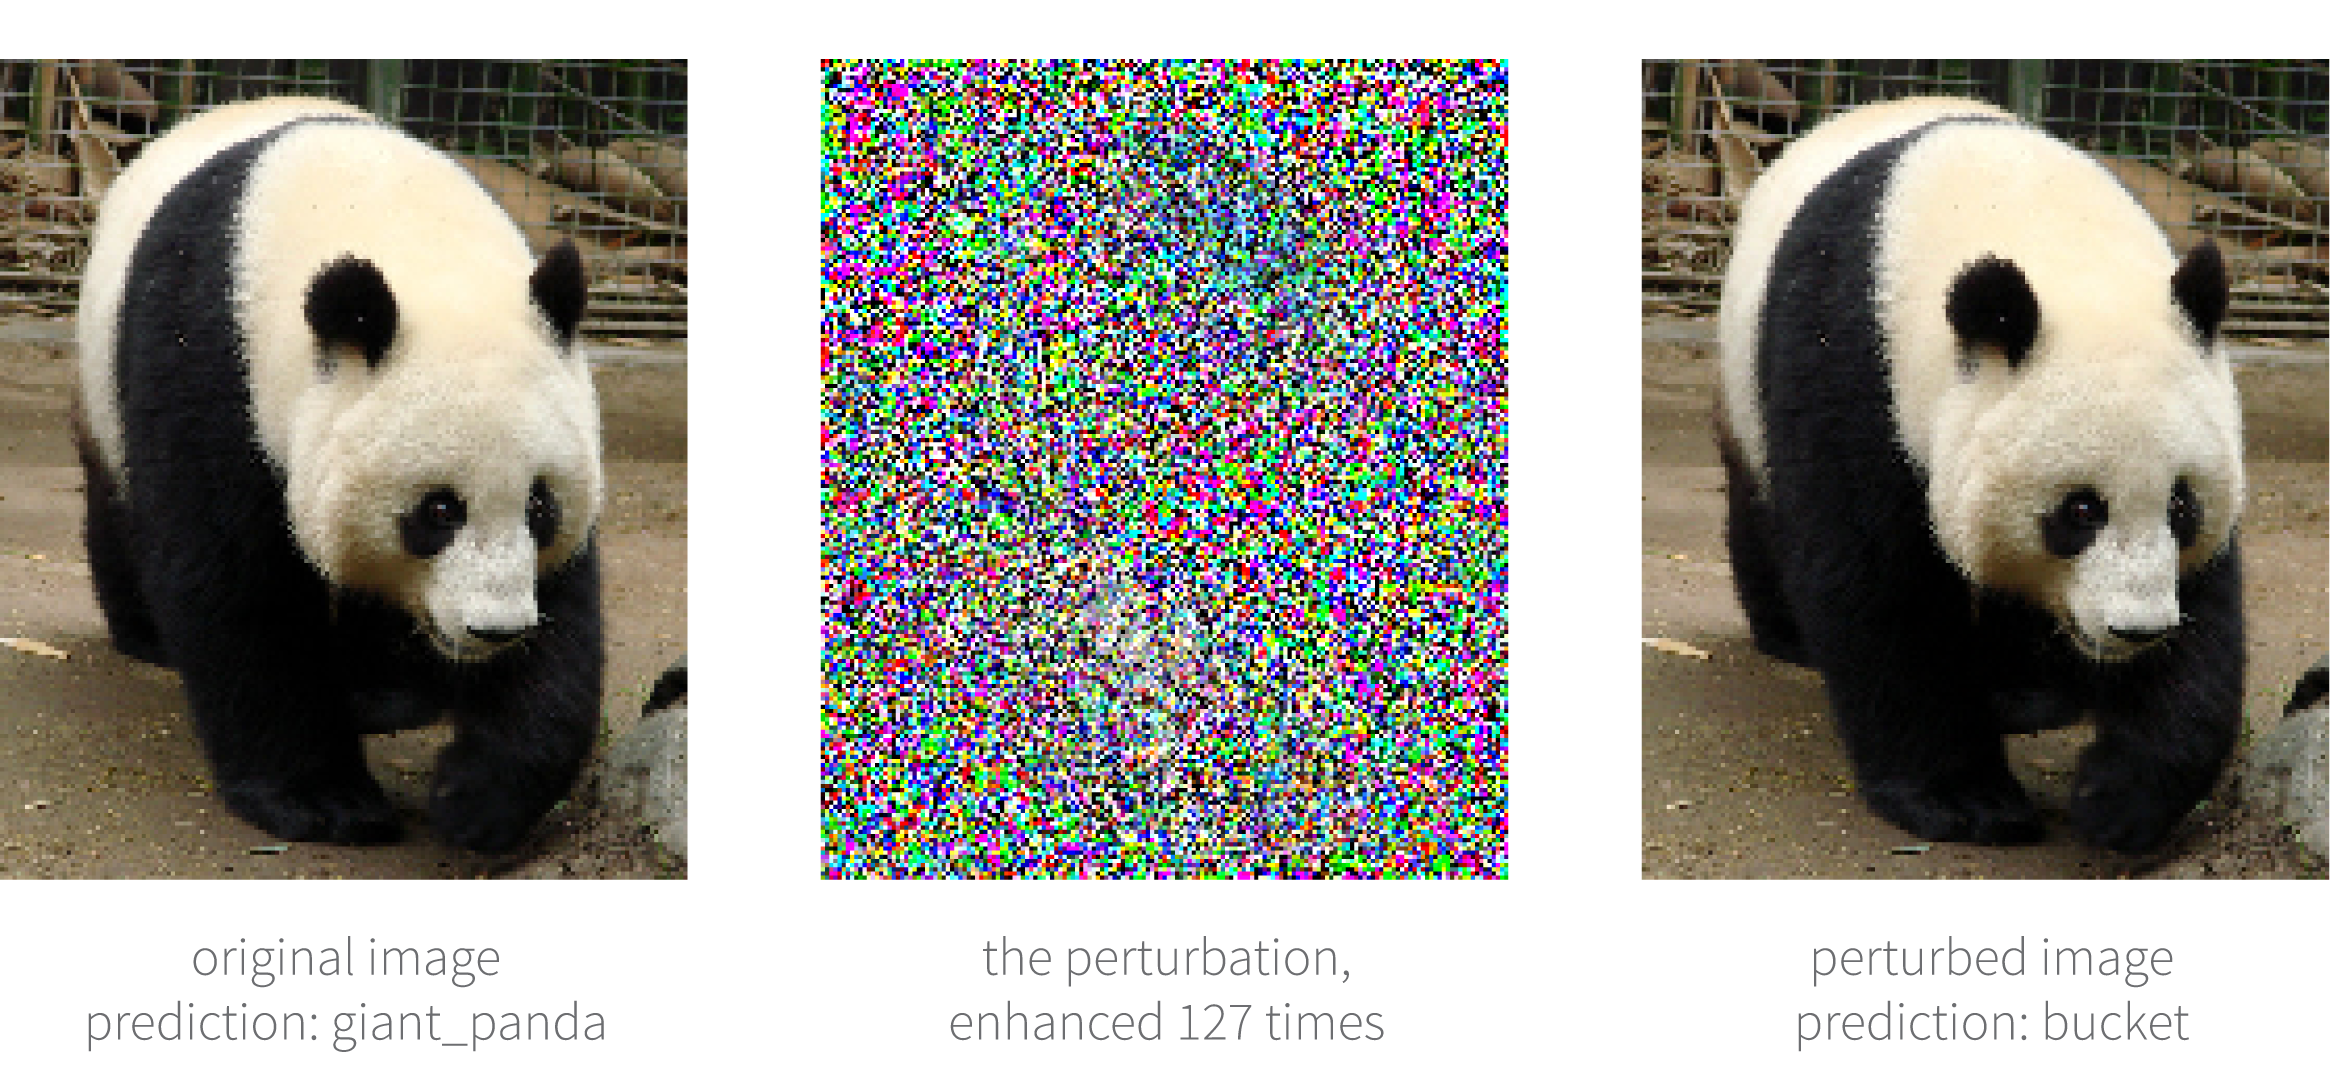 original image
prediction: giant_panda
the perturbation,
enhanced 127 times
perturbed image
prediction: bucket